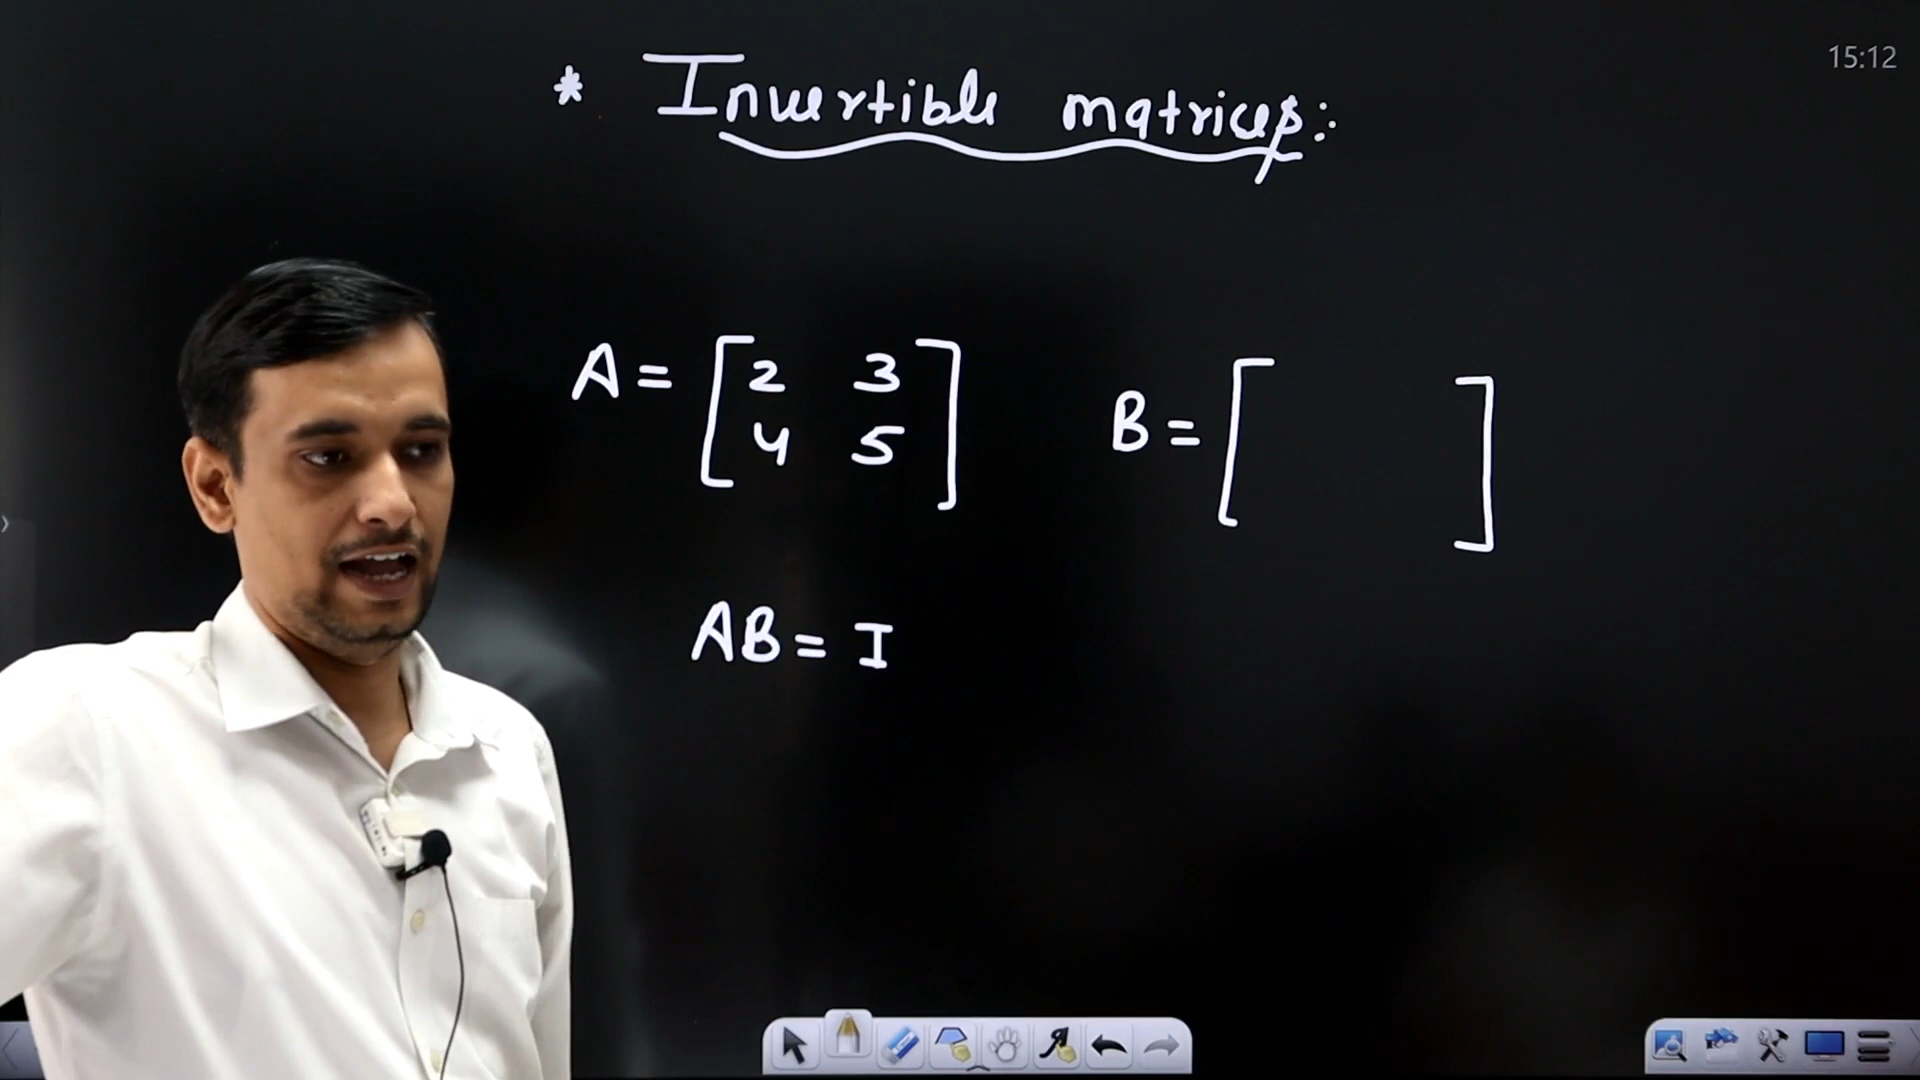 15:12
* Invertible matrices:
A = [2 3
4 5]
B = [ ]
AB = I